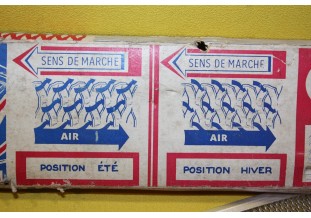 SENS DE MARCHE
AIR
POSITION ÉTÉ
SENS DE MARCHE
AIR
POSITION HIVER